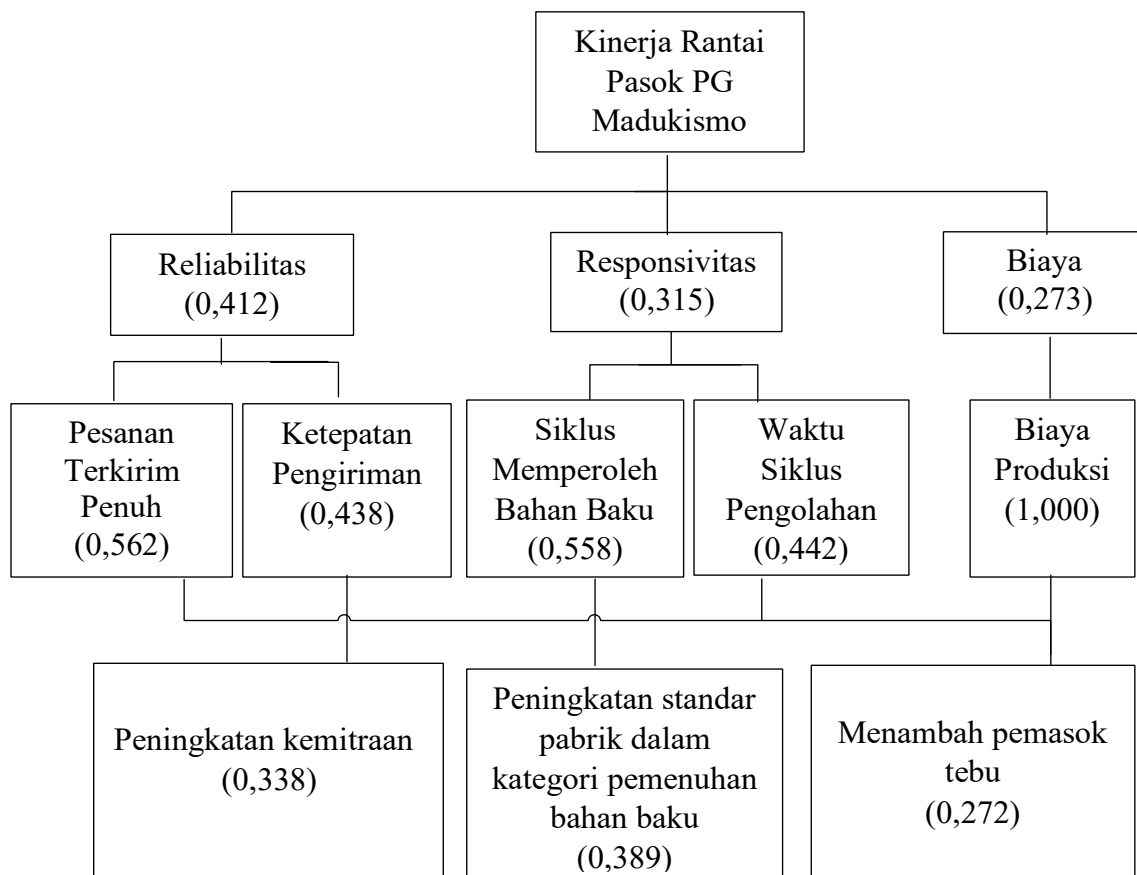 Kinerja Rantai
Pasok PG
Madukismo
Reliabilitas
(0,412)
Responsivitas
(0,315)
Biaya
(0,273)
Pesanan
Terkirim
Penuh
(0,562)
Ketepatan
Pengiriman
(0,438)
Siklus
Memperoleh
Bahan Baku
(0,558)
Waktu
Siklus
Pengolahan
(0,442)
Biaya
Produksi
(1,000)
Peningkatan kemitraan
(0,338)
Peningkatan standar
pabrik dalam
kategori pemenuhan
bahan baku
(0,389)
Menambah pemasok
tebu
(0,272)